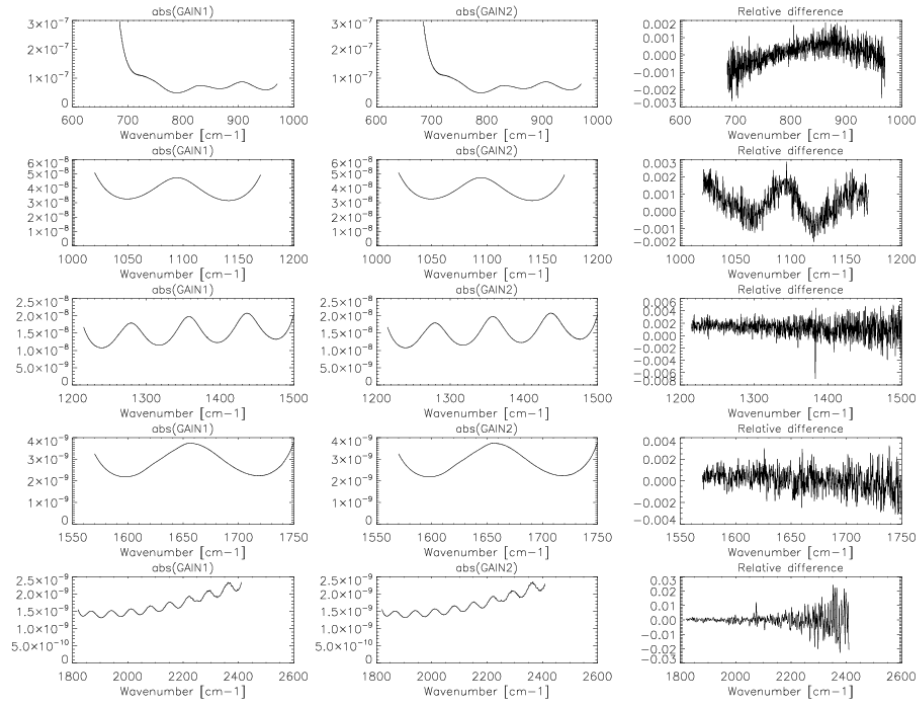 abs(GAIN1)
3×10⁻⁷
2×10⁻⁷
1×10⁻⁷
0
600 700 800 900 1000
Wavenumber [cm−1]
abs(GAIN2)
3×10⁻⁷
2×10⁻⁷
1×10⁻⁷
0
600 700 800 900 1000
Wavenumber [cm−1]
Relative difference
0.002
0.001
0.000
−0.001
−0.002
−0.003
600 700 800 900 1000
Wavenumber [cm−1]
abs(GAIN1)
6×10⁻⁸
5×10⁻⁸
4×10⁻⁸
3×10⁻⁸
2×10⁻⁸
1×10⁻⁸
0
1000 1050 1100 1150 1200
Wavenumber [cm−1]
abs(GAIN2)
6×10⁻⁸
5×10⁻⁸
4×10⁻⁸
3×10⁻⁸
2×10⁻⁸
1×10⁻⁸
0
1000 1050 1100 1150 1200
Wavenumber [cm−1]
Relative difference
0.003
0.002
0.001
0.000
−0.001
−0.002
1000 1050 1100 1150 1200
Wavenumber [cm−1]
abs(GAIN1)
2.5×10⁻⁸
2.0×10⁻⁸
1.5×10⁻⁸
1.0×10⁻⁸
5.0×10⁻⁹
0
1200 1300 1400 1500
Wavenumber [cm−1]
abs(GAIN2)
2.5×10⁻⁸
2.0×10⁻⁸
1.5×10⁻⁸
1.0×10⁻⁸
5.0×10⁻⁹
0
1200 1300 1400 1500
Wavenumber [cm−1]
Relative difference
0.006
0.004
0.002
0.000
−0.002
−0.004
−0.006
−0.008
1200 1300 1400 1500
Wavenumber [cm−1]
abs(GAIN1)
4×10⁻⁹
3×10⁻⁹
2×10⁻⁹
1×10⁻⁹
0
1550 1600 1650 1700 1750
Wavenumber [cm−1]
abs(GAIN2)
4×10⁻⁹
3×10⁻⁹
2×10⁻⁹
1×10⁻⁹
0
1550 1600 1650 1700 1750
Wavenumber [cm−1]
Relative difference
0.004
0.002
0.000
−0.002
−0.004
1550 1600 1650 1700 1750
Wavenumber [cm−1]
abs(GAIN1)
2.5×10⁻⁹
2.0×10⁻⁹
1.5×10⁻⁹
1.0×10⁻⁹
5.0×10⁻¹⁰
0
1800 2000 2200 2400 2600
Wavenumber [cm−1]
abs(GAIN2)
2.5×10⁻⁹
2.0×10⁻⁹
1.5×10⁻⁹
1.0×10⁻⁹
5.0×10⁻¹⁰
0
1800 2000 2200 2400 2600
Wavenumber [cm−1]
Relative difference
0.03
0.02
0.01
0.00
−0.01
−0.02
−0.03
1800 2000 2200 2400 2600
Wavenumber [cm−1]